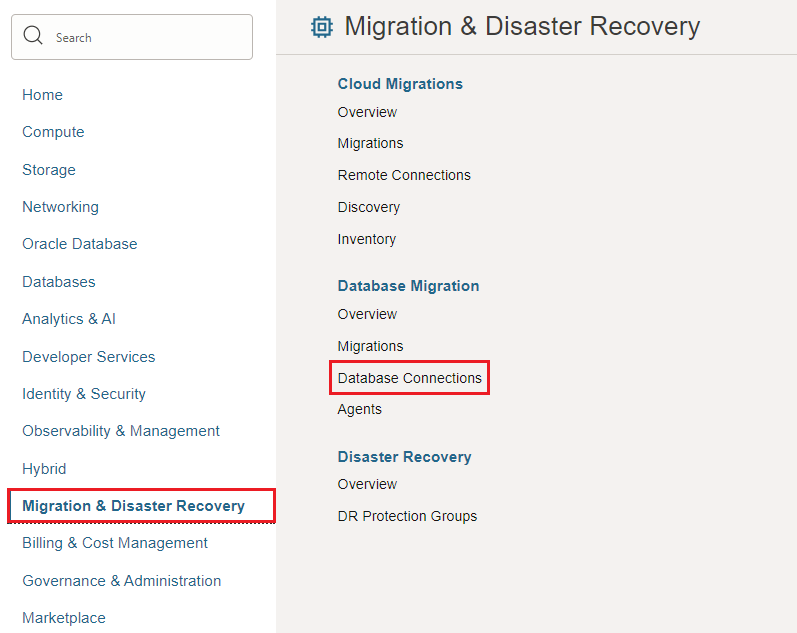 Search
Home
Compute
Storage
Networking
Oracle Database
Databases
Analytics & AI
Developer Services
Identity & Security
Observability & Management
Hybrid
Migration & Disaster Recovery
Billing & Cost Management
Governance & Administration
Marketplace
Migration & Disaster Recovery
Cloud Migrations
Overview
Migrations
Remote Connections
Discovery
Inventory
Database Migration
Overview
Migrations
Database Connections
Agents
Disaster Recovery
Overview
DR Protection Groups